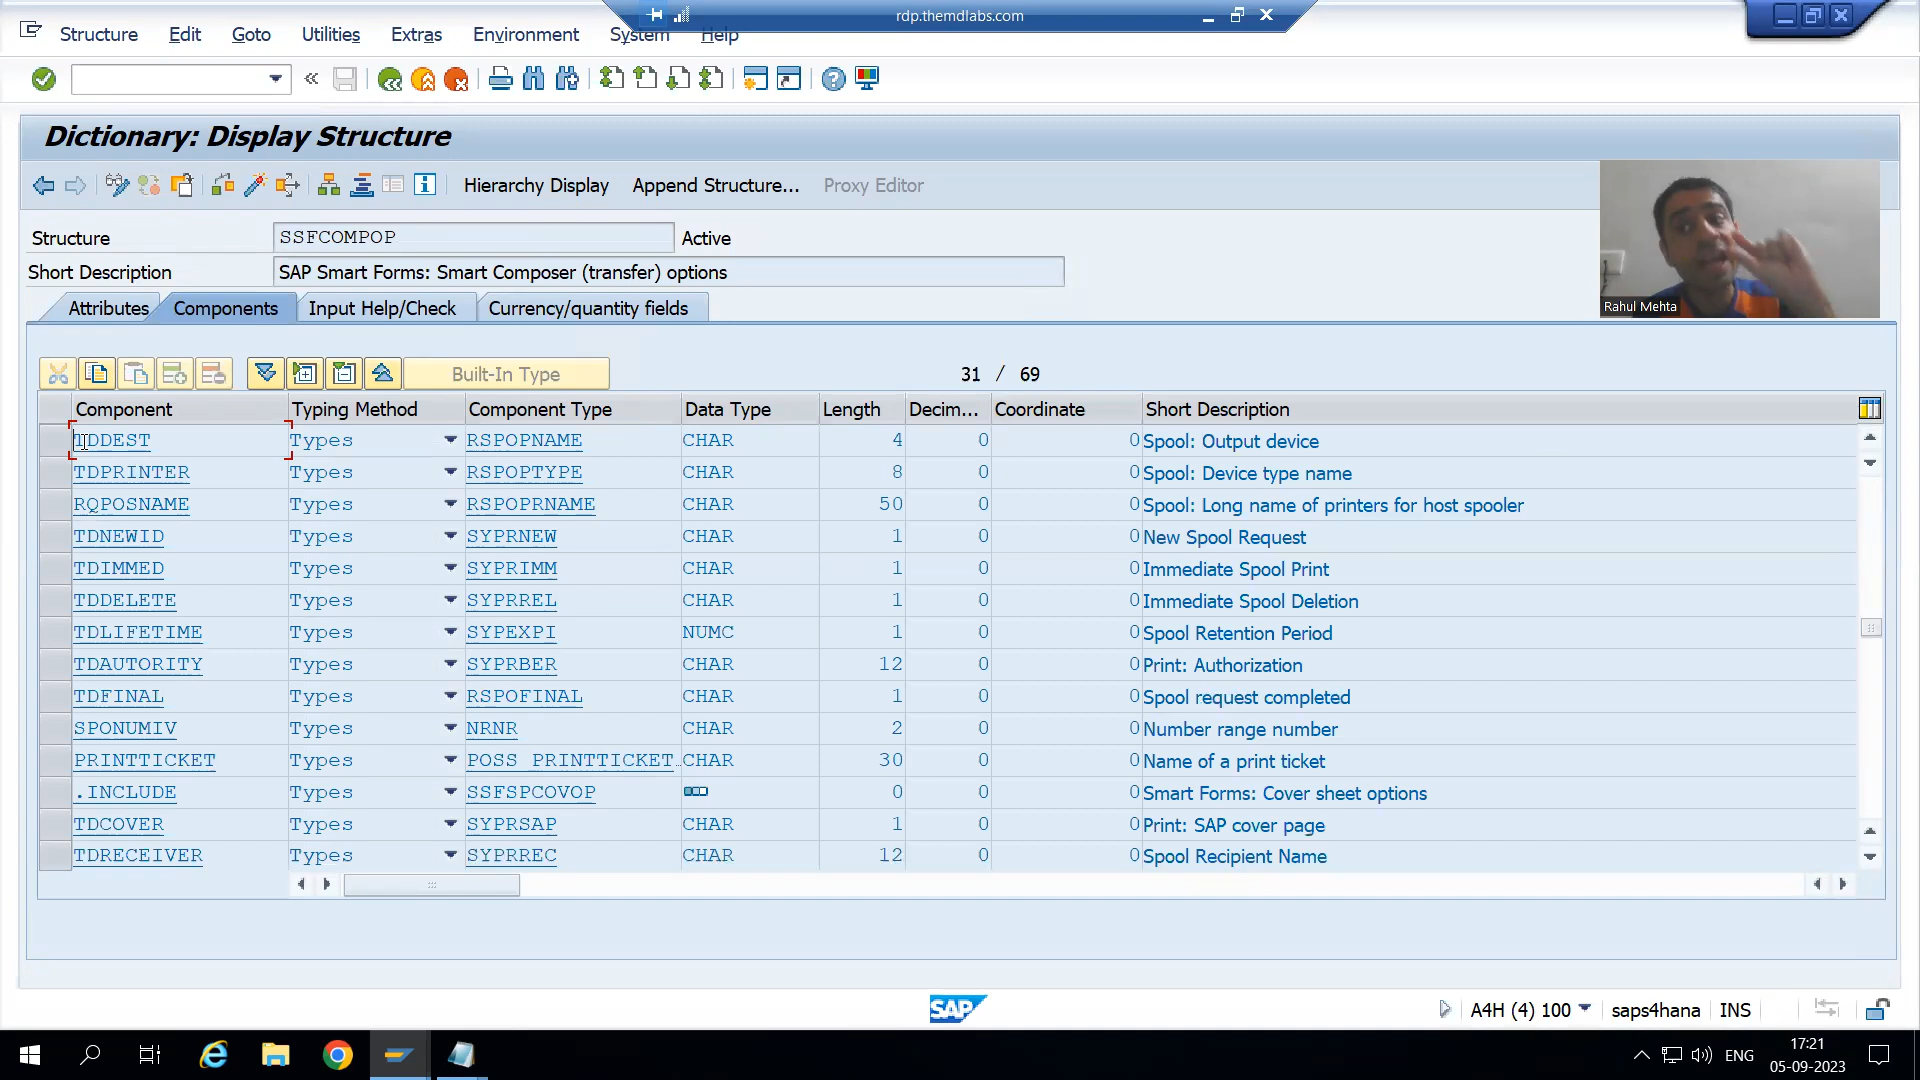 rdp.themdlabs.com
Structure Edit Goto Utilities Extras Environment System Help
Dictionary: Display Structure
Hierarchy Display Append Structure... Proxy Editor
Structure SSFCOMPOP Active
Short Description SAP Smart Forms: Smart Composer (transfer) options
Attributes Components Input Help/Check Currency/quantity fields
Rahul Mehta
Built-In Type 31 / 69
Component Typing Method Component Type Data Type Length Decim... Coordinate Short Description
TDDEST Types RSPOPNAME CHAR 4 0 0 Spool: Output device
TDPRINTER Types RSPOPTYPE CHAR 8 0 0 Spool: Device type name
RQPOSNAME Types RSPOPRNAME CHAR 50 0 0 Spool: Long name of printers for host spooler
TDNEWID Types SYPRNEW CHAR 1 0 0 New Spool Request
TDIMMED Types SYPRIMM CHAR 1 0 0 Immediate Spool Print
TDDELETE Types SYPRREL CHAR 1 0 0 Immediate Spool Deletion
TDLIFETIME Types SYPEXPI NUMC 1 0 0 Spool Retention Period
TDAUTORITY Types SYPRBER CHAR 12 0 0 Print: Authorization
TDFINAL Types RSPOFINAL CHAR 1 0 0 Spool request completed
SPONUMIV Types NRNR CHAR 2 0 0 Number range number
PRINTTICKET Types POSS_PRINTTICKET… CHAR 30 0 0 Name of a print ticket
.INCLUDE Types SSFSPCOVOP 0 0 0 Smart Forms: Cover sheet options
TDCOVER Types SYPRSAP CHAR 1 0 0 Print: SAP cover page
TDRECEIVER Types SYPRREC CHAR 12 0 0 Spool Recipient Name
SAP A4H (4) 100 saps4hana INS
ENG 17:21
05-09-2023